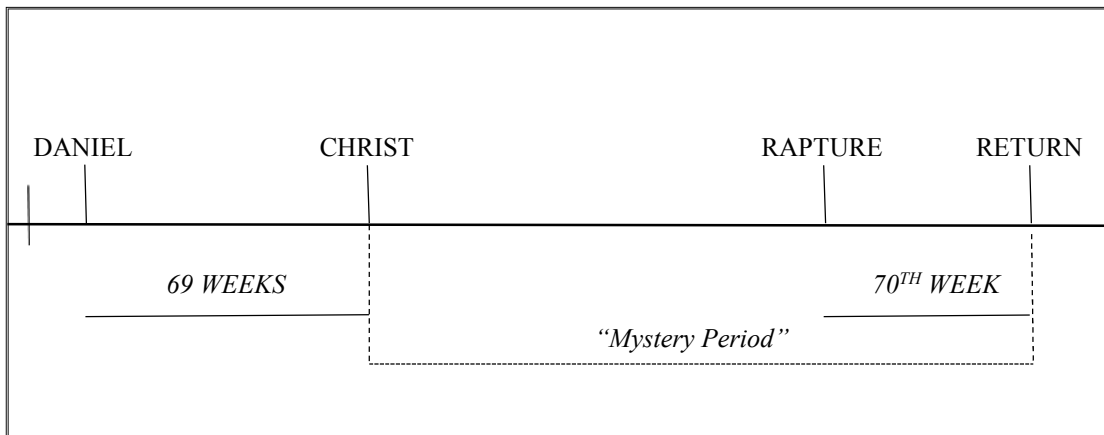 DANIEL CHRIST RAPTURE RETURN
69 WEEKS 70TH WEEK
“Mystery Period”